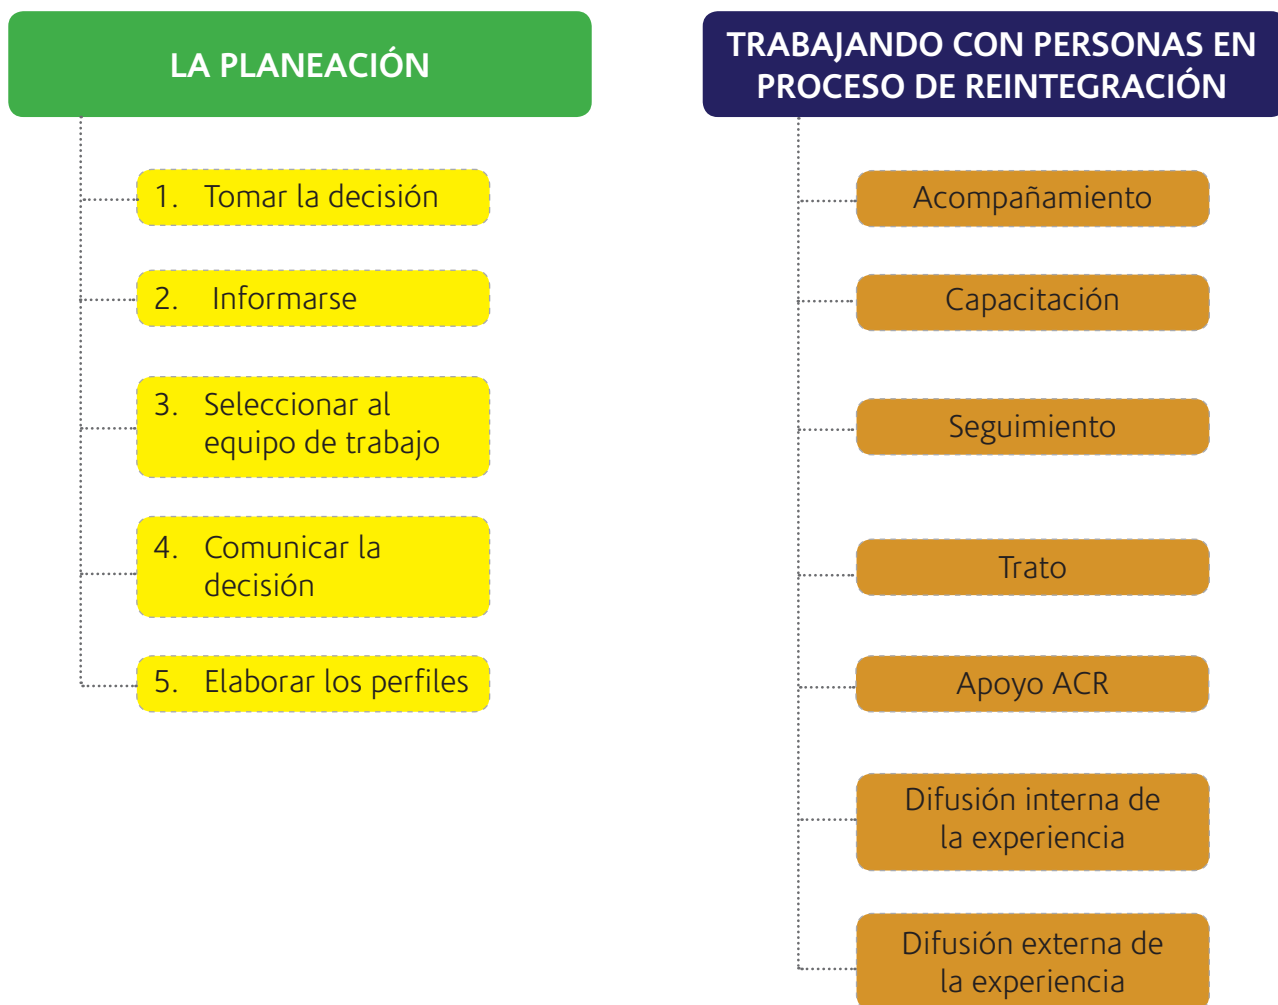 LA PLANEACIÓN
1. Tomar la decisión
2. Informarse
3. Seleccionar al
equipo de trabajo
4. Comunicar la
decisión
5. Elaborar los perfiles
TRABAJANDO CON PERSONAS EN
PROCESO DE REINTEGRACIÓN
Acompañamiento
Capacitación
Seguimiento
Trato
Apoyo ACR
Difusión interna de
la experiencia
Difusión externa de
la experiencia